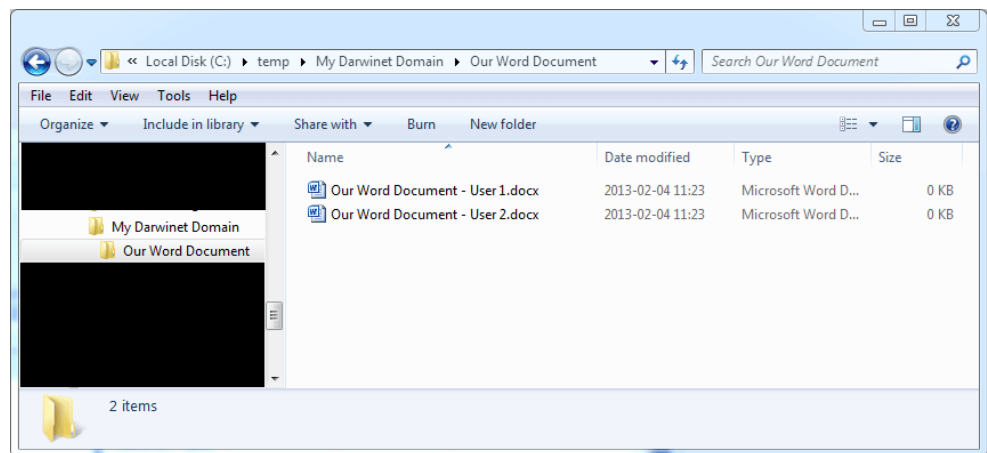 « Local Disk (C:) ▸ temp ▸ My Darwinet Domain ▸ Our Word Document
Search Our Word Document
File Edit View Tools Help
Organize Include in library Share with Burn New folder
Name Date modified Type Size
Our Word Document - User 1.docx 2013-02-04 11:23 Microsoft Word D... 0 KB
Our Word Document - User 2.docx 2013-02-04 11:23 Microsoft Word D... 0 KB
My Darwinet Domain
Our Word Document
2 items